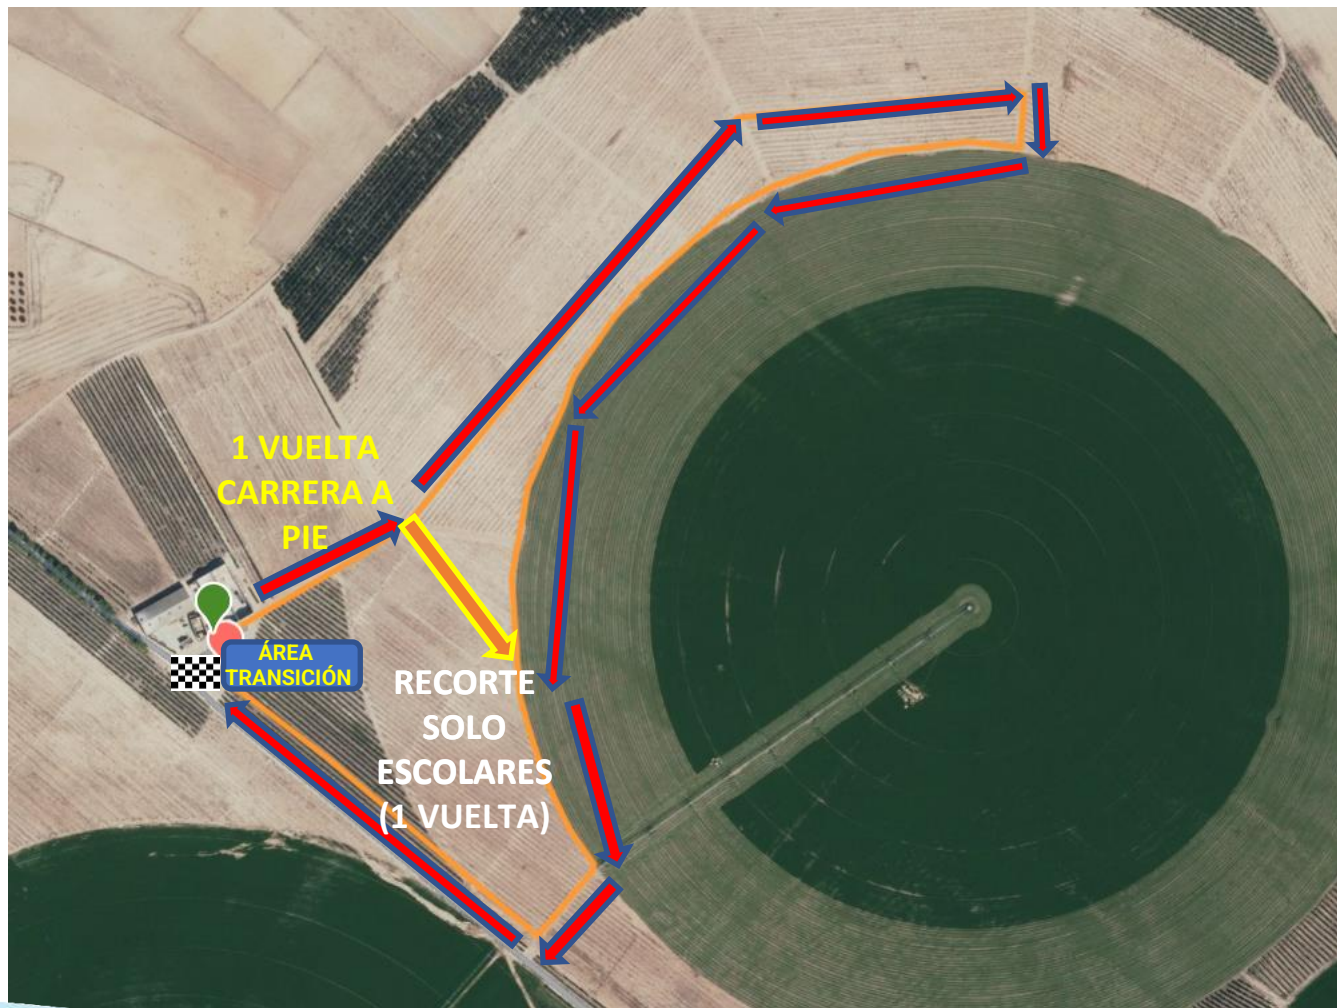 1 VUELTA
CARRERA A
PIE
ÁREA
TRANSICIÓN
RECORTE
SOLO
ESCOLARES
(1 VUELTA)